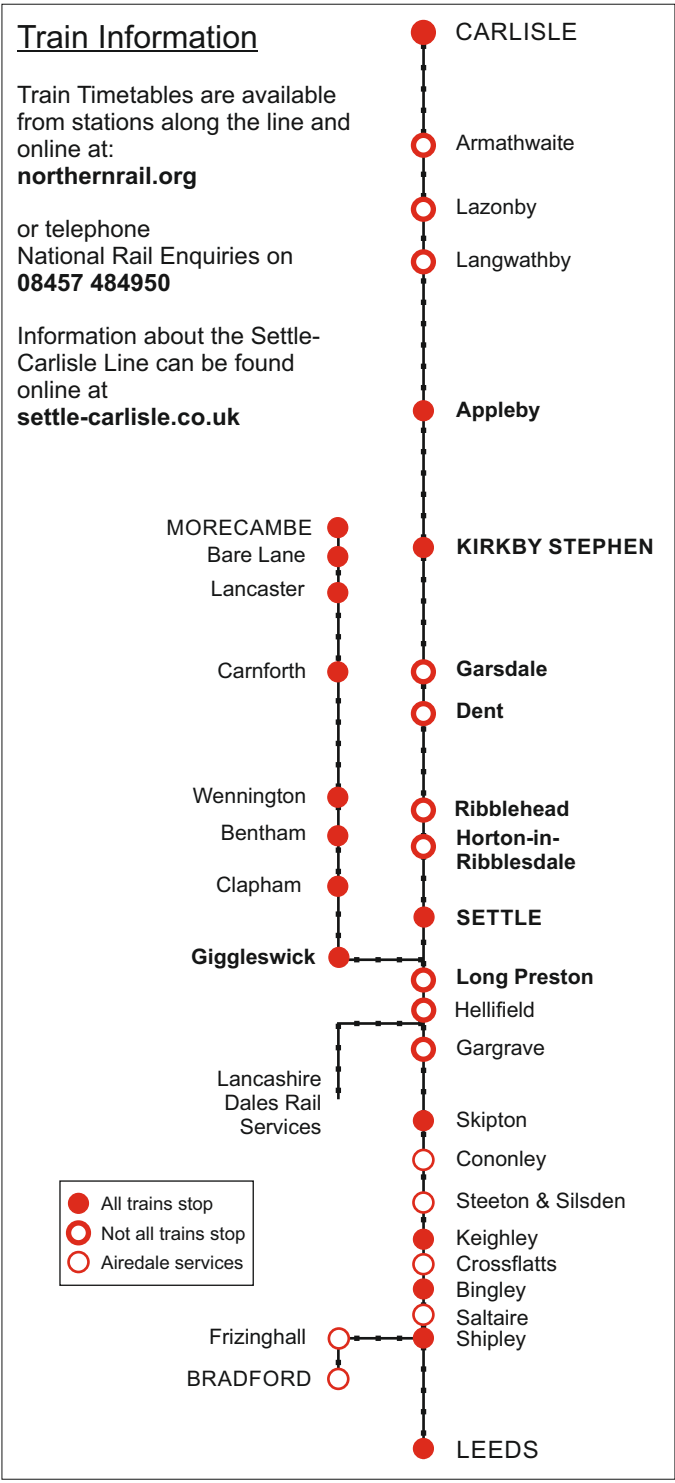 Train Information
Train Timetables are available
from stations along the line and
online at:
northernrail.org
or telephone
National Rail Enquiries on
08457 484950
Information about the Settle-
Carlisle Line can be found
online at
settle-carlisle.co.uk
CARLISLE
Armathwaite
Lazonby
Langwathby
Appleby
KIRKBY STEPHEN
Garsdale
Dent
Ribblehead
Horton-in-
Ribblesdale
SETTLE
Long Preston
Hellifield
Gargrave
Skipton
Cononley
Steeton & Silsden
Keighley
Crossflatts
Bingley
Saltaire
Shipley
LEEDS
MORECAMBE
Bare Lane
Lancaster
Carnforth
Wennington
Bentham
Clapham
Giggleswick
Lancashire
Dales Rail
Services
All trains stop
Not all trains stop
Airedale services
Frizinghall
BRADFORD